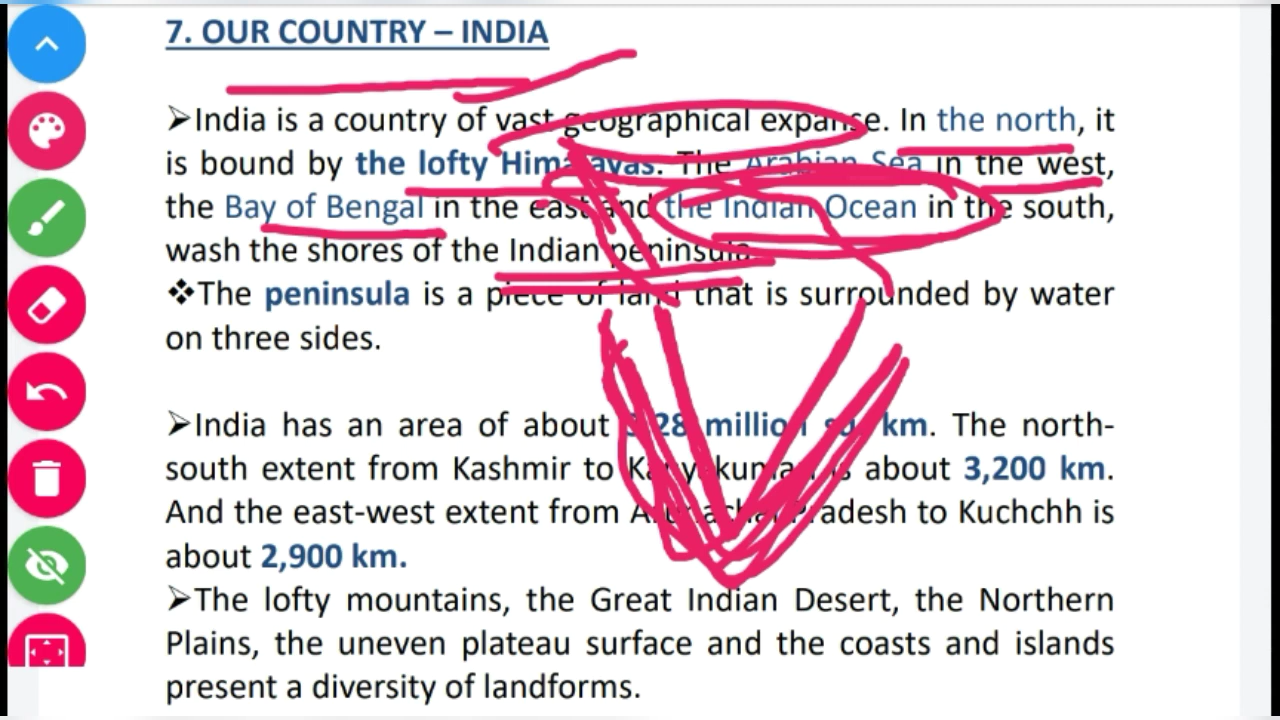 7. OUR COUNTRY – INDIA
➢India is a country of vast geographical expanse. In the north, it
is bound by the lofty Himalayas. The Arabian Sea in the west,
the Bay of Bengal in the east and the Indian Ocean in the south,
wash the shores of the Indian peninsula.
❖The peninsula is a piece of land that is surrounded by water
on three sides.
➢India has an area of about 3.28 million sq. km. The north-
south extent from Kashmir to Kanyakumari is about 3,200 km.
And the east-west extent from Arunachal Pradesh to Kuchchh is
about 2,900 km.
➢The lofty mountains, the Great Indian Desert, the Northern
Plains, the uneven plateau surface and the coasts and islands
present a diversity of landforms.